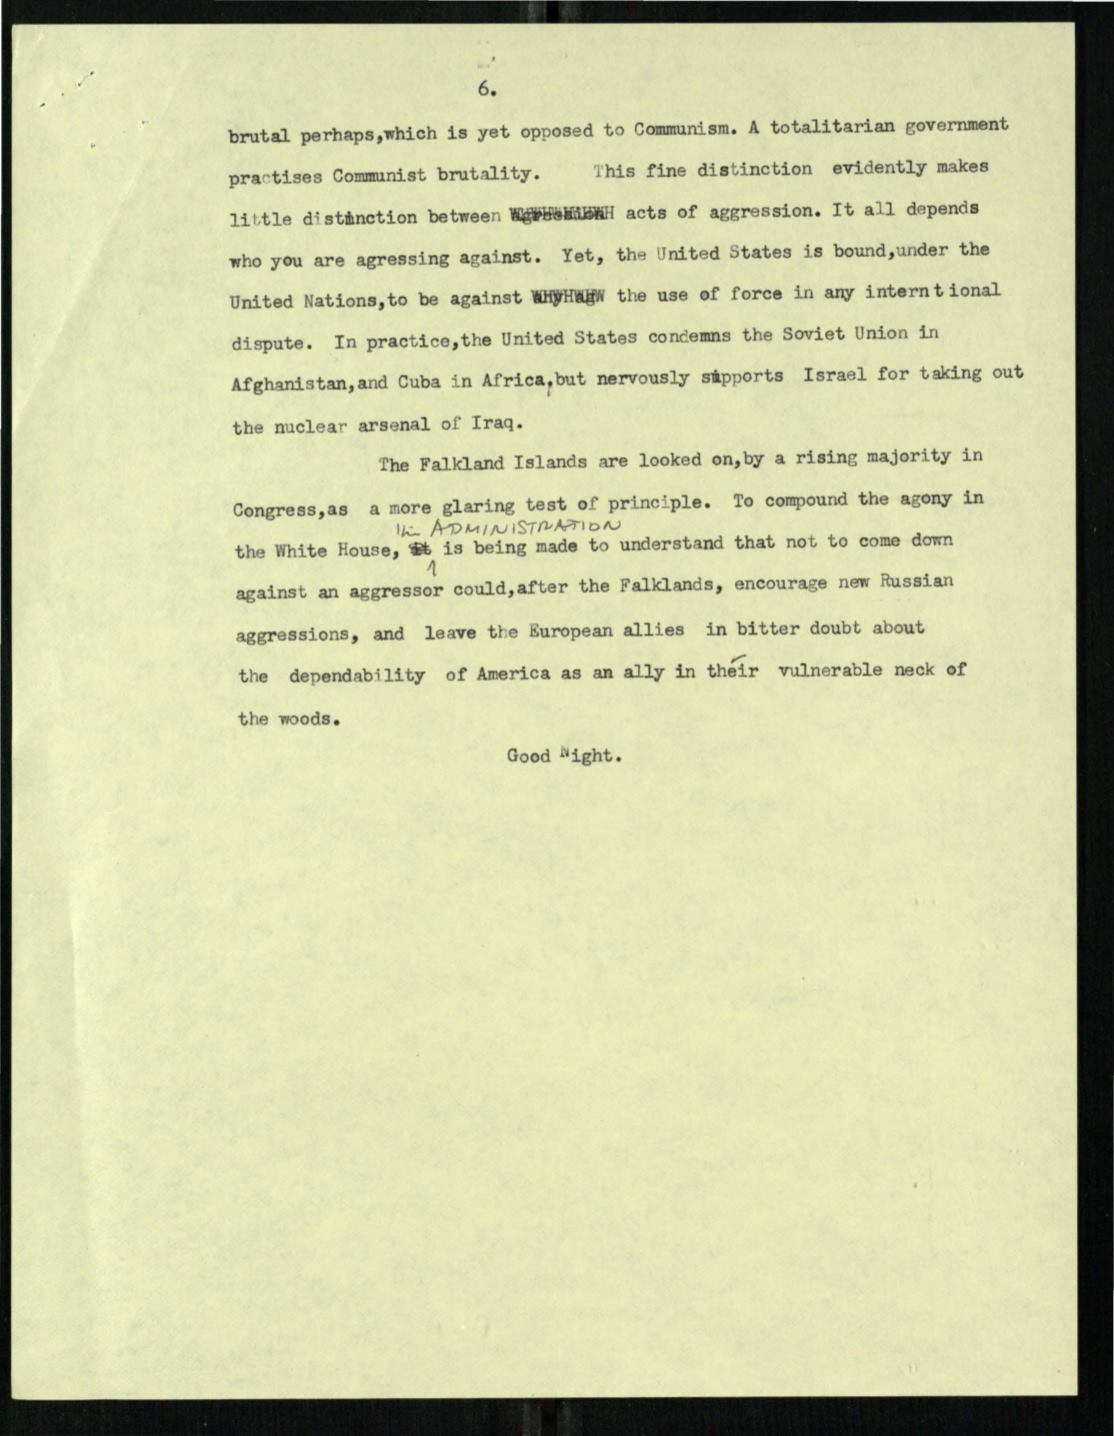 6.
brutal perhaps,which is yet opposed to Communism. A totalitarian government
practises Communist brutality. This fine distinction evidently makes
little distinction between acts of aggression. It all depends
who you are agressing against. Yet, the United States is bound,under the
United Nations,to be against the use of force in any interntional
dispute. In practice,the United States condemns the Soviet Union in
Afghanistan,and Cuba in Africa,but nervously supports Israel for taking out
the nuclear arsenal of Iraq.
The Falkland Islands are looked on,by a rising majority in
Congress,as a more glaring test of principle. To compound the agony in
the ADMINISTRATION
the White House, it is being made to understand that not to come down
against an aggressor could,after the Falklands, encourage new Russian
aggressions, and leave the European allies in bitter doubt about
the dependability of America as an ally in their vulnerable neck of
the woods.
Good Night.